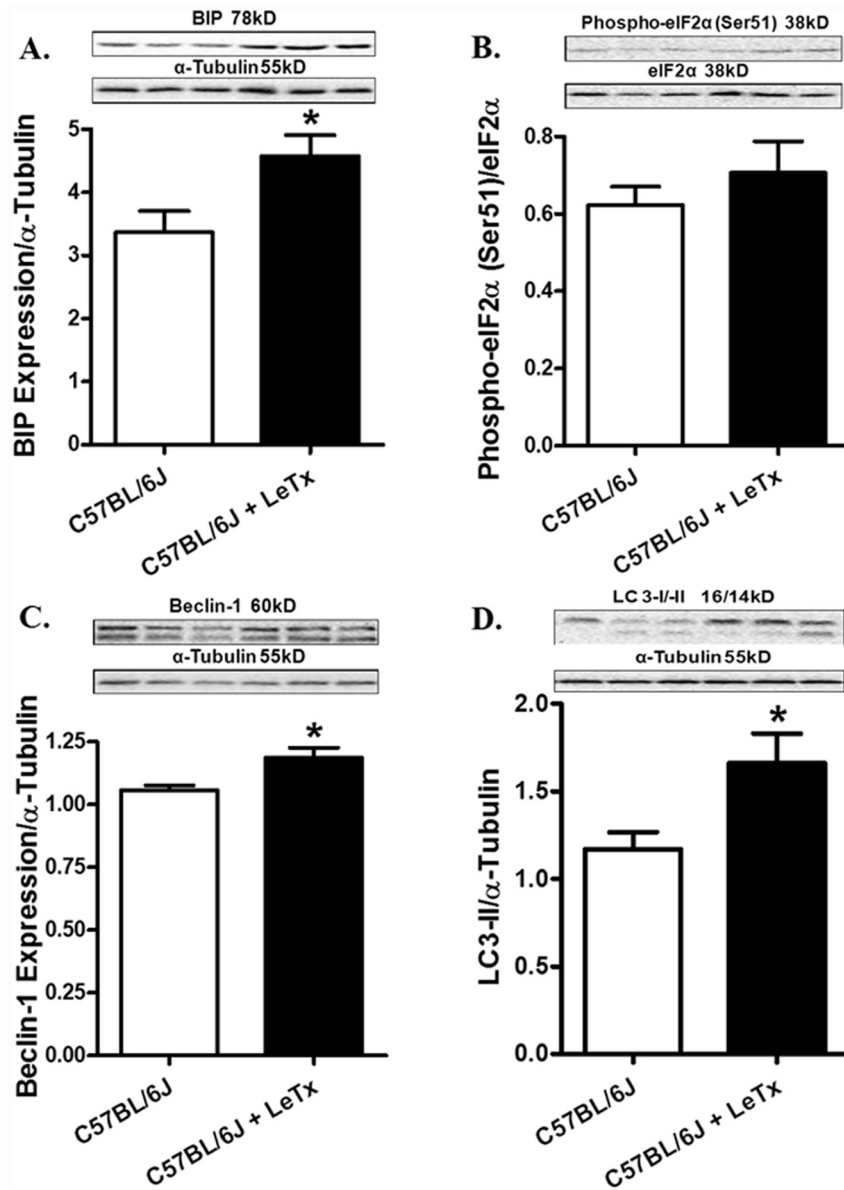 A.
BIP 78kD
α-Tubulin 55kD
*
5
4
3
2
1
0
BIP Expression/α-Tubulin
C57BL/6J
C57BL/6J + LeTx
B.
Phospho-eIF2α (Ser51) 38kD
eIF2α 38kD
0.8
0.6
0.4
0.2
0.0
Phospho-eIF2α (Ser51)/eIF2α
C57BL/6J
C57BL/6J + LeTx
C.
Beclin-1 60kD
α-Tubulin 55kD
*
1.25
1.00
0.75
0.50
0.25
0.00
Beclin-1 Expression/α-Tubulin
C57BL/6J
C57BL/6J + LeTx
D.
LC3-I/-II 16/14kD
α-Tubulin 55kD
*
2.0
1.5
1.0
0.5
0.0
LC3-II/α-Tubulin
C57BL/6J
C57BL/6J + LeTx